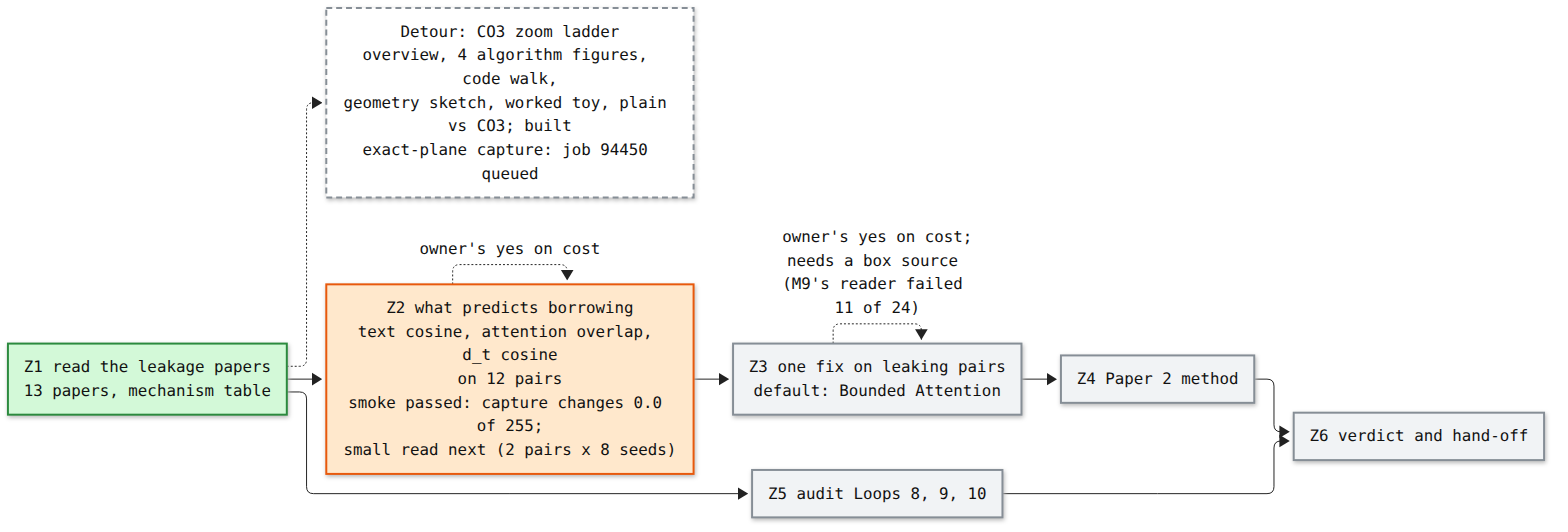 Detour: CO3 zoom ladder
overview, 4 algorithm figures,
code walk,
geometry sketch, worked toy, plain
vs CO3; built
exact-plane capture: job 94450
queued
owner's yes on cost
owner's yes on cost;
needs a box source
(M9's reader failed
11 of 24)
Z1 read the leakage papers
13 papers, mechanism table
Z2 what predicts borrowing
text cosine, attention overlap,
d_t cosine
on 12 pairs
smoke passed: capture changes 0.0
of 255;
small read next (2 pairs x 8 seeds)
Z3 one fix on leaking pairs
default: Bounded Attention
Z4 Paper 2 method
Z5 audit Loops 8, 9, 10
Z6 verdict and hand-off